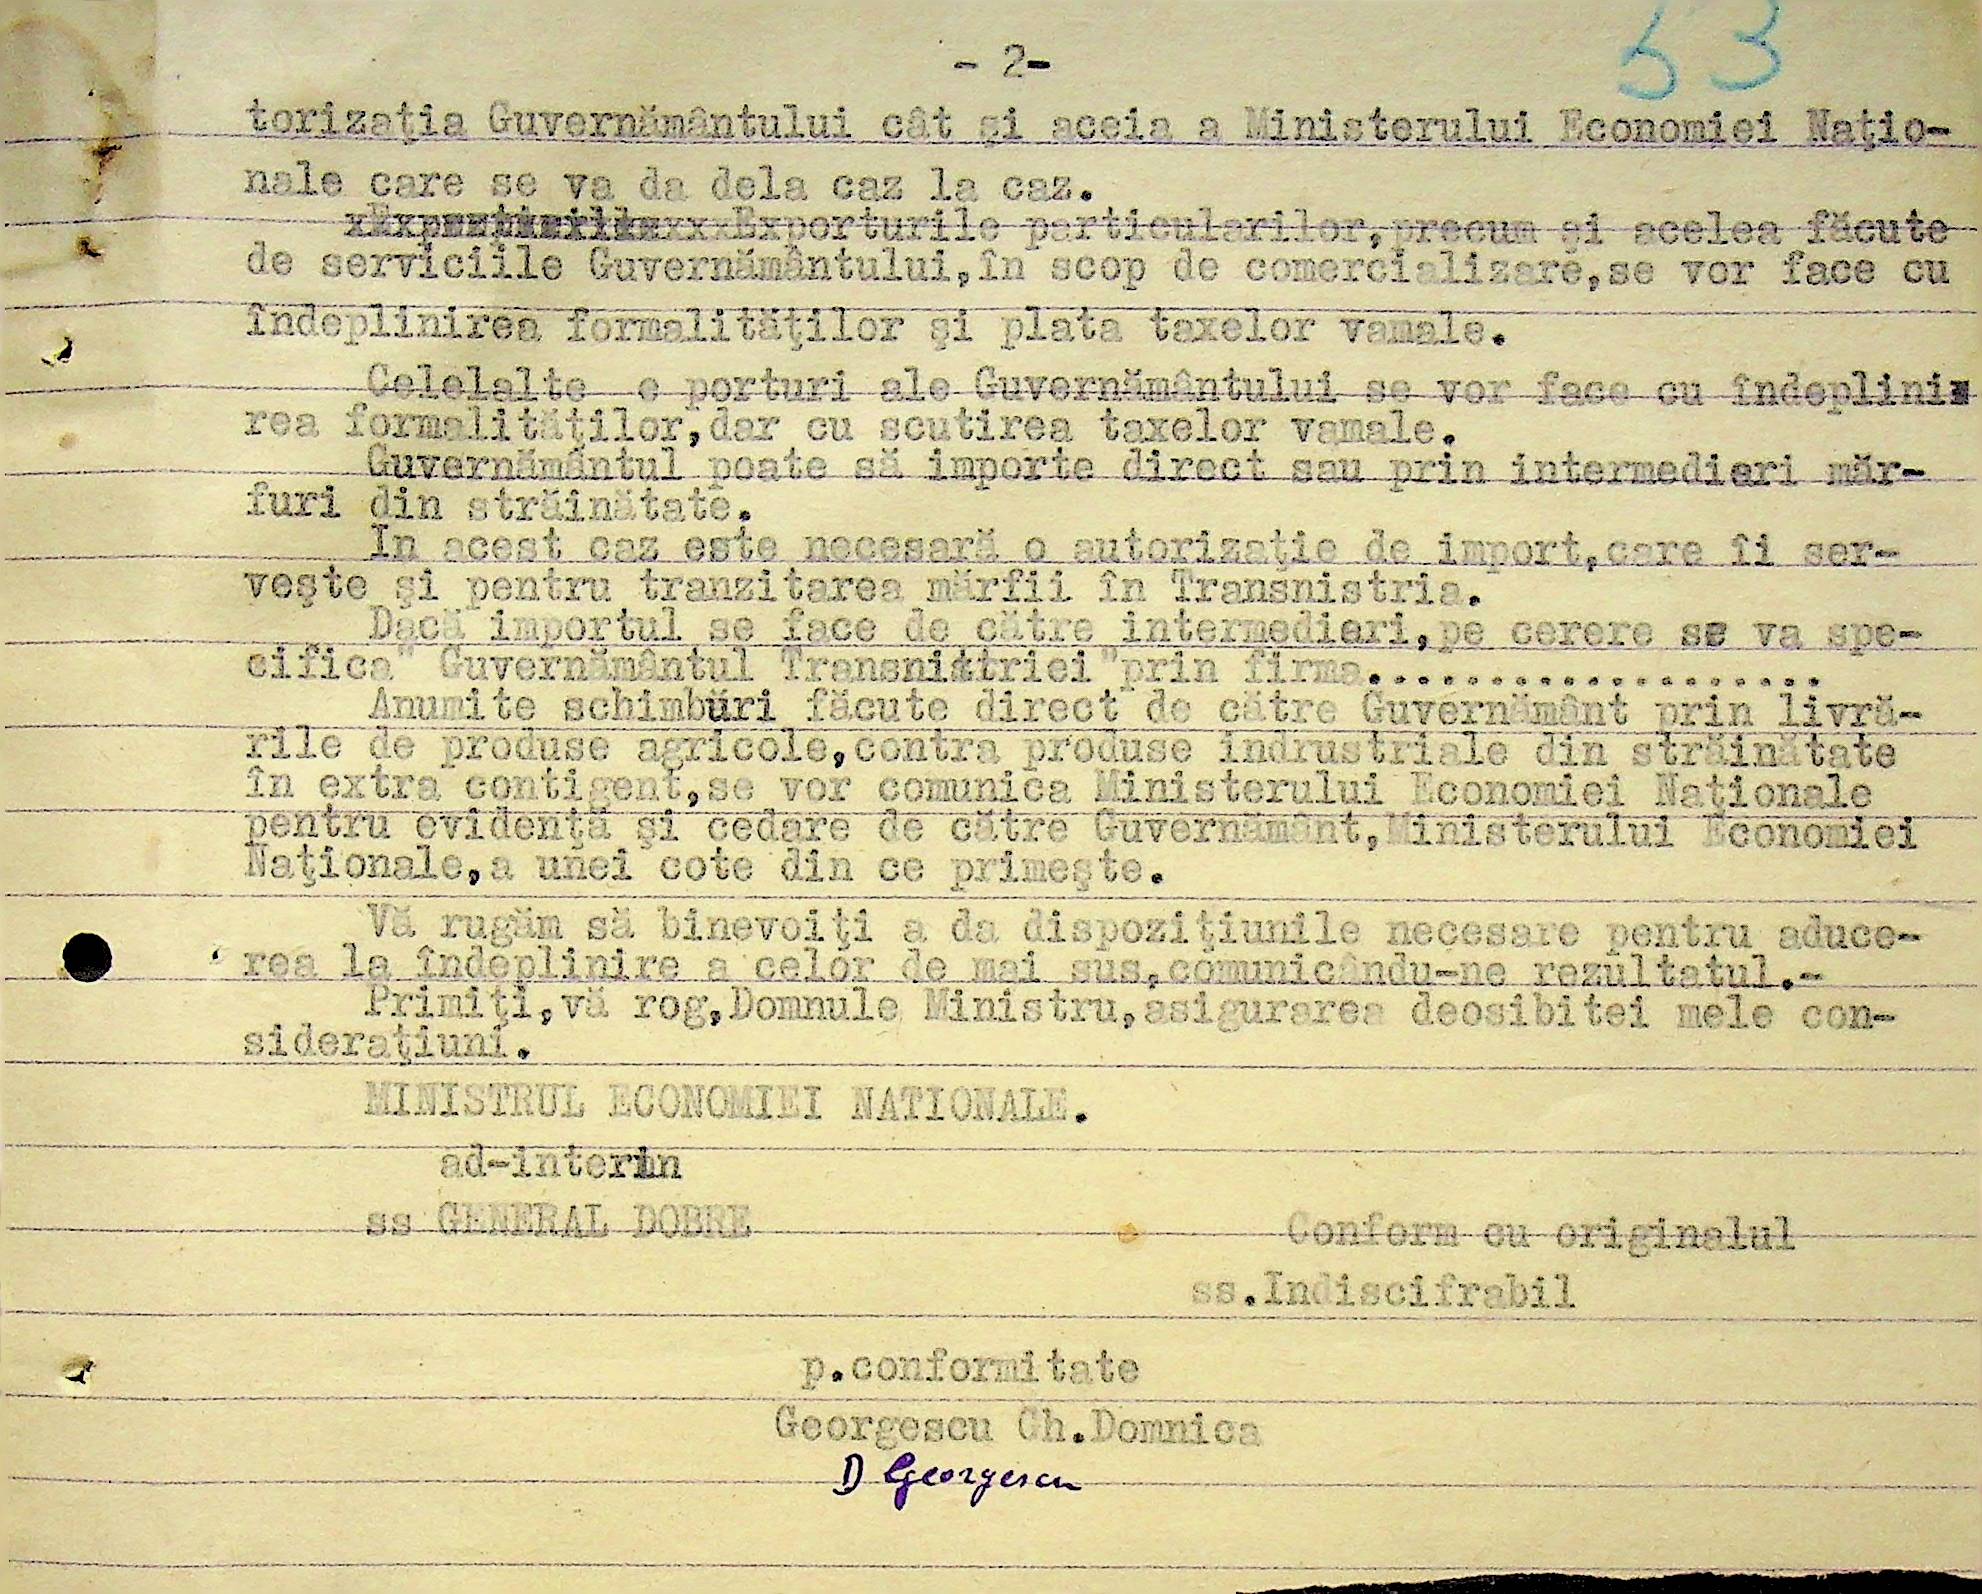 53
- 2-
torizaţia Guvernământului cât şi aceia a Ministerului Economiei Naţio-
nale care se va da dela caz la caz.
Exporturile particularilor,precum şi acelea făcute
de serviciile Guvernământului,în scop de comercializare,se vor face cu
îndeplinirea formalităţilor şi plata taxelor vamale.
Celelalte e porturi ale Guvernământului se vor face cu îndeplini-
rea formalităţilor,dar cu scutirea taxelor vamale.
Guvernământul poate să importe direct sau prin intermediari măr-
furi din străinătate.
In acest caz este necesară o autorizaţie de import,care îi ser-
veşte şi pentru tranzitarea mărfii în Transnistria.
Dacă importul se face de către intermediari,pe cerere se va spe-
cifica" Guvernământul Transnistriei"prin firma...................
Anumite schimburi făcute direct de către Guvernământ prin livră-
rile de produse agricole,contra produse indrustriale din străinătate
în extra contigent,se vor comunica Ministerului Economiei Naţionale
pentru evidenţă şi cedare de către Guvernământ,Ministerului Economiei
Naţionale,a unei cote din ce primeşte.
Vă rugăm să binevoiţi a da dispoziţiunile necesare pentru aduce-
rea la îndeplinire a celor de mai sus,comunicându-ne rezultatul.-
Primiţi,vă rog,Domnule Ministru,asigurarea deosibitei mele con-
sideraţiuni.
MINISTRUL ECONOMIEI NATIONALE.
ad-interin
ss GENERAL DOBRE
Conform cu originalul
ss.Indiscifrabil
p.conformitate
Georgescu Gh.Domnica
D Georgescu